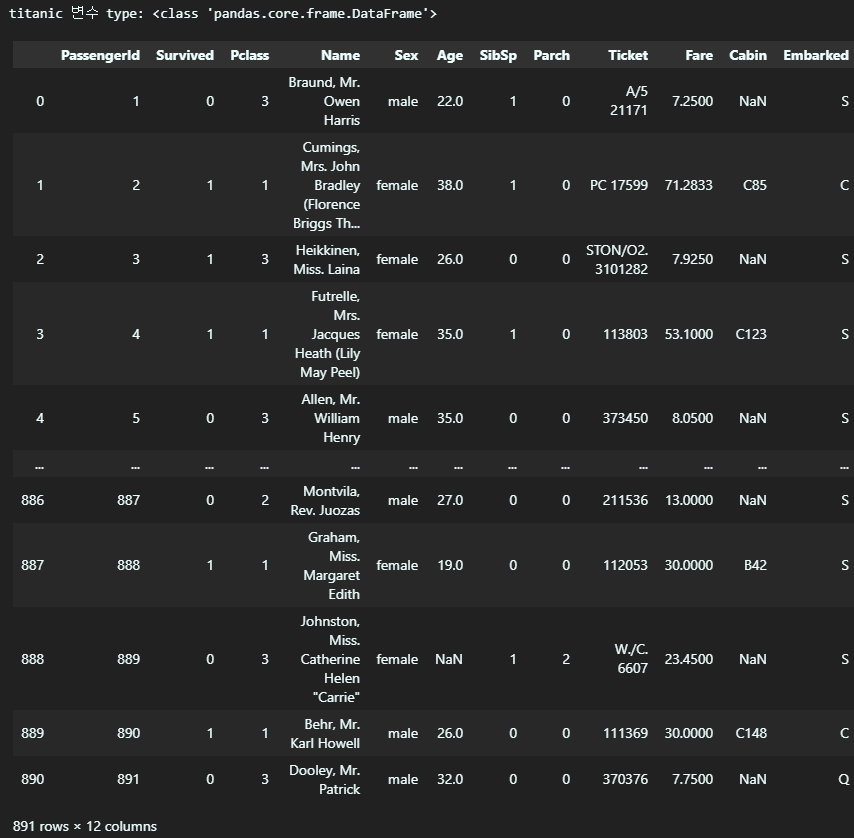 titanic 변수 type: <class 'pandas.core.frame.DataFrame'>
PassengerId Survived Pclass Name Sex Age SibSp Parch Ticket Fare Cabin Embarked
0 1 0 3 Braund, Mr. Owen Harris male 22.0 1 0 A/5 21171 7.2500 NaN S
1 2 1 1 Cumings, Mrs. John Bradley (Florence Briggs Th... female 38.0 1 0 PC 17599 71.2833 C85 C
2 3 1 3 Heikkinen, Miss. Laina female 26.0 0 0 STON/O2. 3101282 7.9250 NaN S
3 4 1 1 Futrelle, Mrs. Jacques Heath (Lily May Peel) female 35.0 1 0 113803 53.1000 C123 S
4 5 0 3 Allen, Mr. William Henry male 35.0 0 0 373450 8.0500 NaN S
... ... ... ... ... ... ... ... ... ... ... ... ...
886 887 0 2 Montvila, Rev. Juozas male 27.0 0 0 211536 13.0000 NaN S
887 888 1 1 Graham, Miss. Margaret Edith female 19.0 0 0 112053 30.0000 B42 S
888 889 0 3 Johnston, Miss. Catherine Helen "Carrie" female NaN 1 2 W./C. 6607 23.4500 NaN S
889 890 1 1 Behr, Mr. Karl Howell male 26.0 0 0 111369 30.0000 C148 C
890 891 0 3 Dooley, Mr. Patrick male 32.0 0 0 370376 7.7500 NaN Q
891 rows × 12 columns